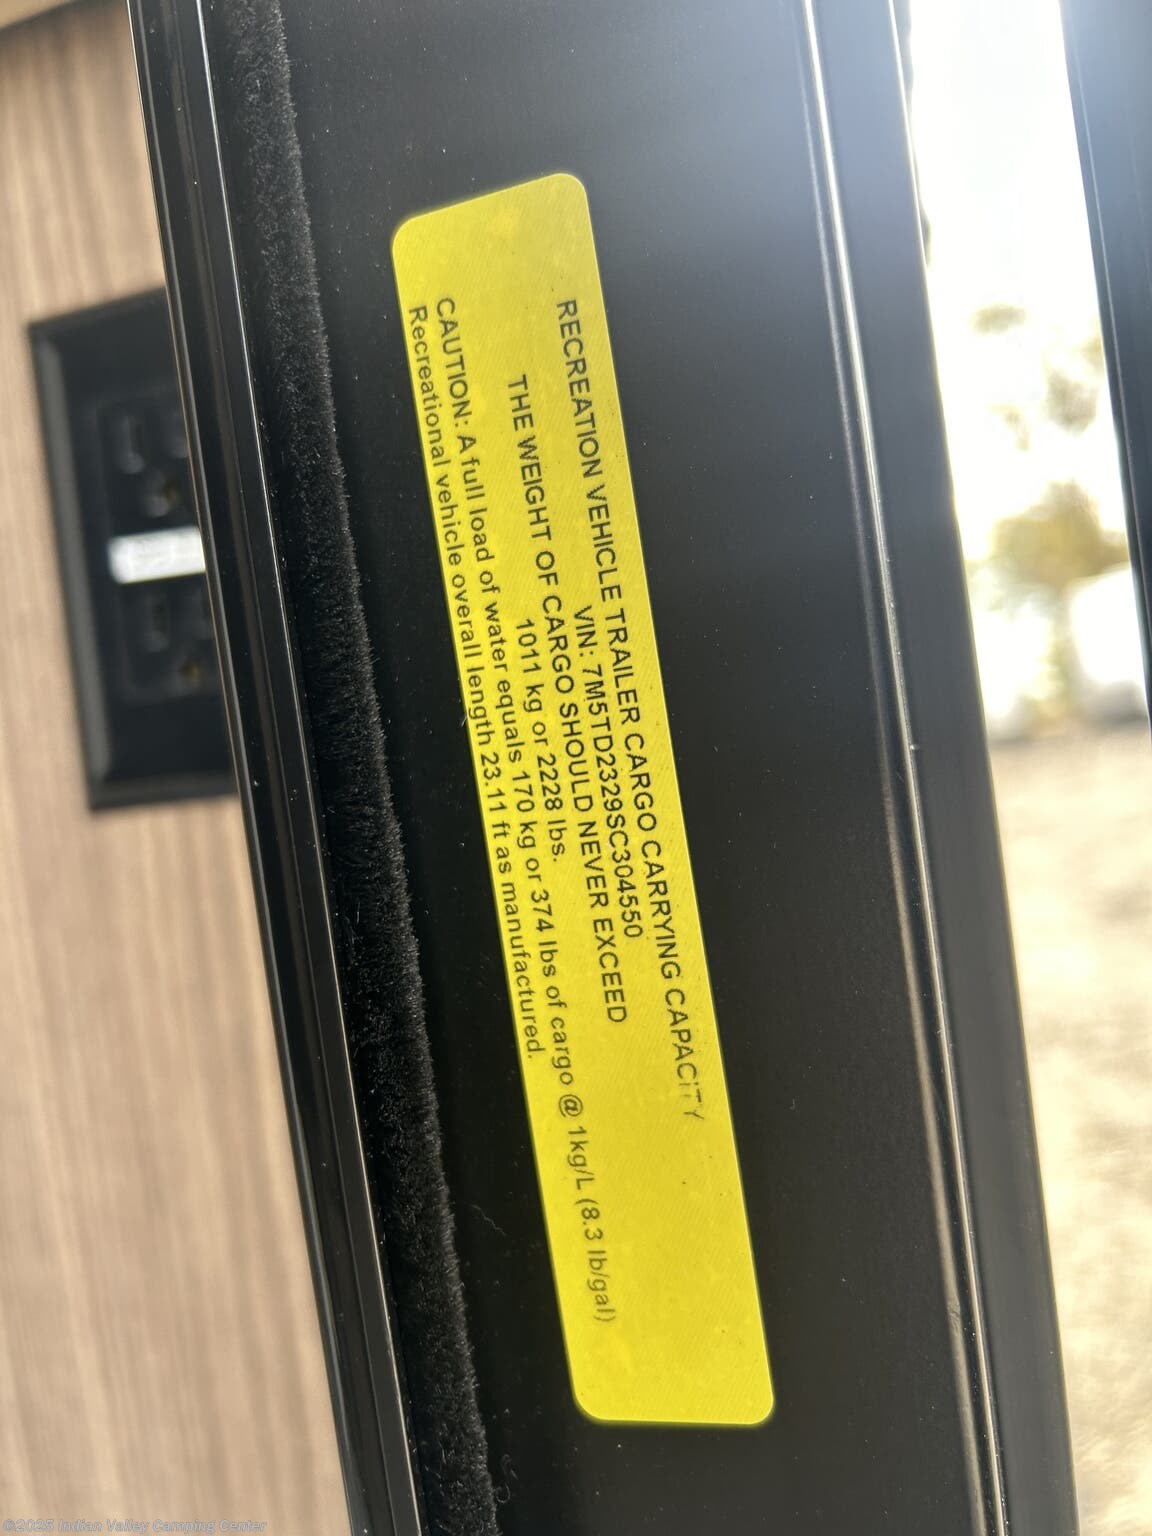 RECREATION VEHICLE TRAILER CARGO CARRYING CAPACITY
VIN: 7M5TD2329SC304550
THE WEIGHT OF CARGO SHOULD NEVER EXCEED
1011 kg or 2228 lbs.
CAUTION: A full load of water equals 170 kg or 374 lbs of cargo @ 1kg/L (8.3 lb/gal)
Recreational vehicle overall length 23.11 ft as manufactured.
©2025 Indian Valley Camping Center